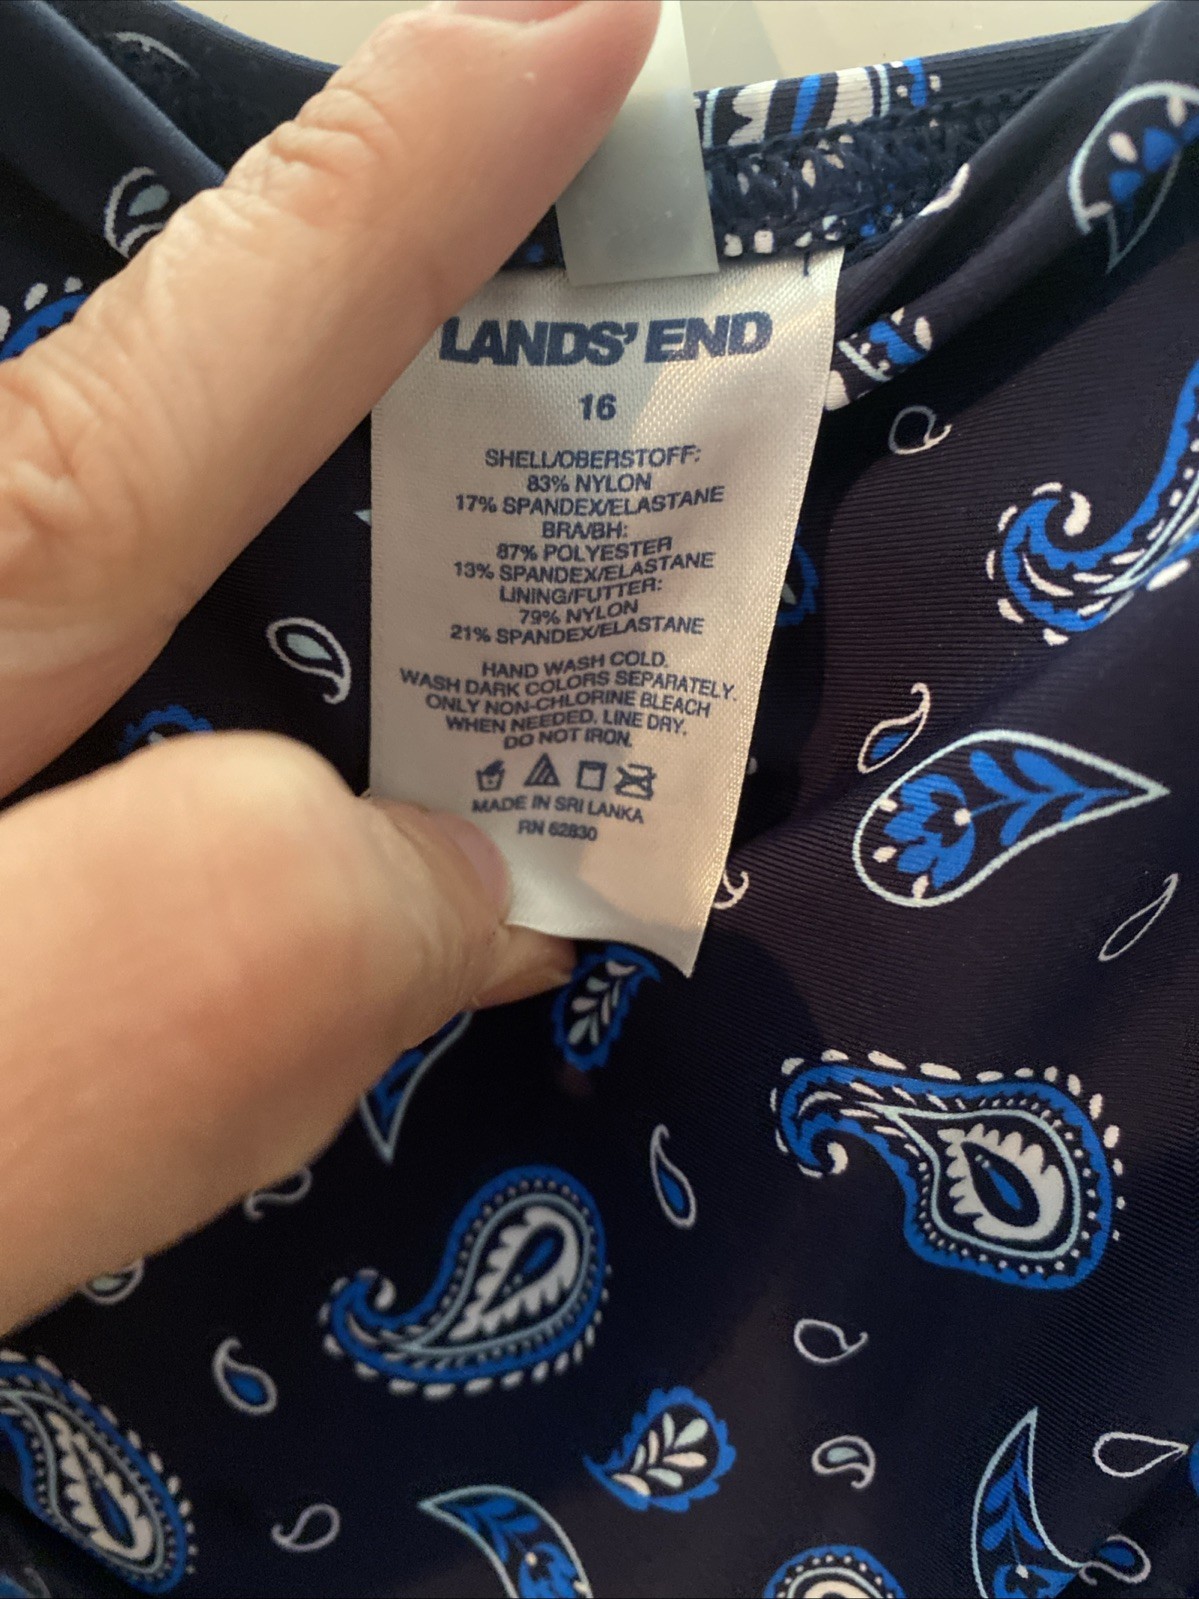 LANDS' END
16
SHELL/OBERSTOFF:
83% NYLON
17% SPANDEX/ELASTANE
BRA/BH:
87% POLYESTER
13% SPANDEX/ELASTANE
LINING/FUTTER:
79% NYLON
21% SPANDEX/ELASTANE
HAND WASH COLD.
WASH DARK COLORS SEPARATELY.
ONLY NON-CHLORINE BLEACH
WHEN NEEDED. LINE DRY.
DO NOT IRON.
MADE IN SRI LANKA
RN 62830